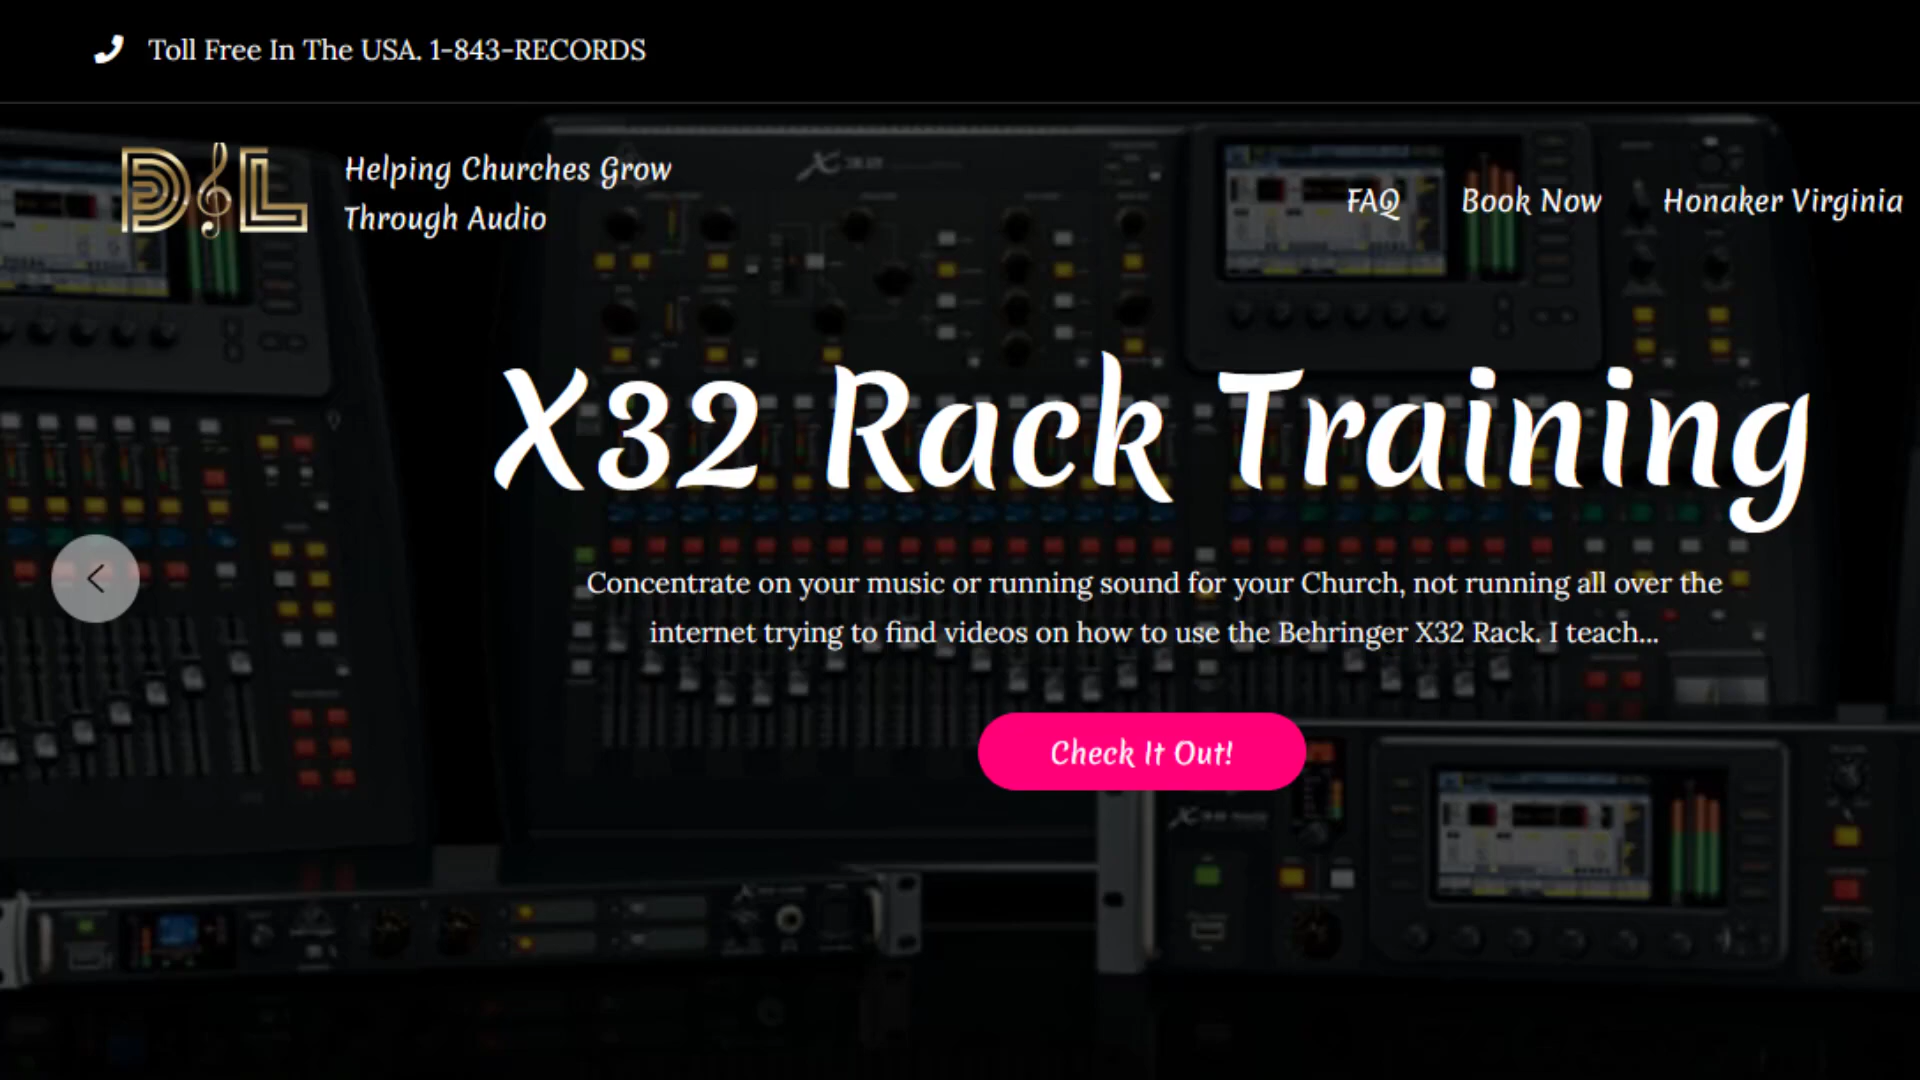 Toll Free In The USA. 1-843-RECORDS
D L
Helping Churches Grow
Through Audio
FAQ
Book Now
Honaker Virginia
X32 Rack Training
Concentrate on your music or running sound for your Church, not running all over the
internet trying to find videos on how to use the Behringer X32 Rack. I teach...
Check It Out!